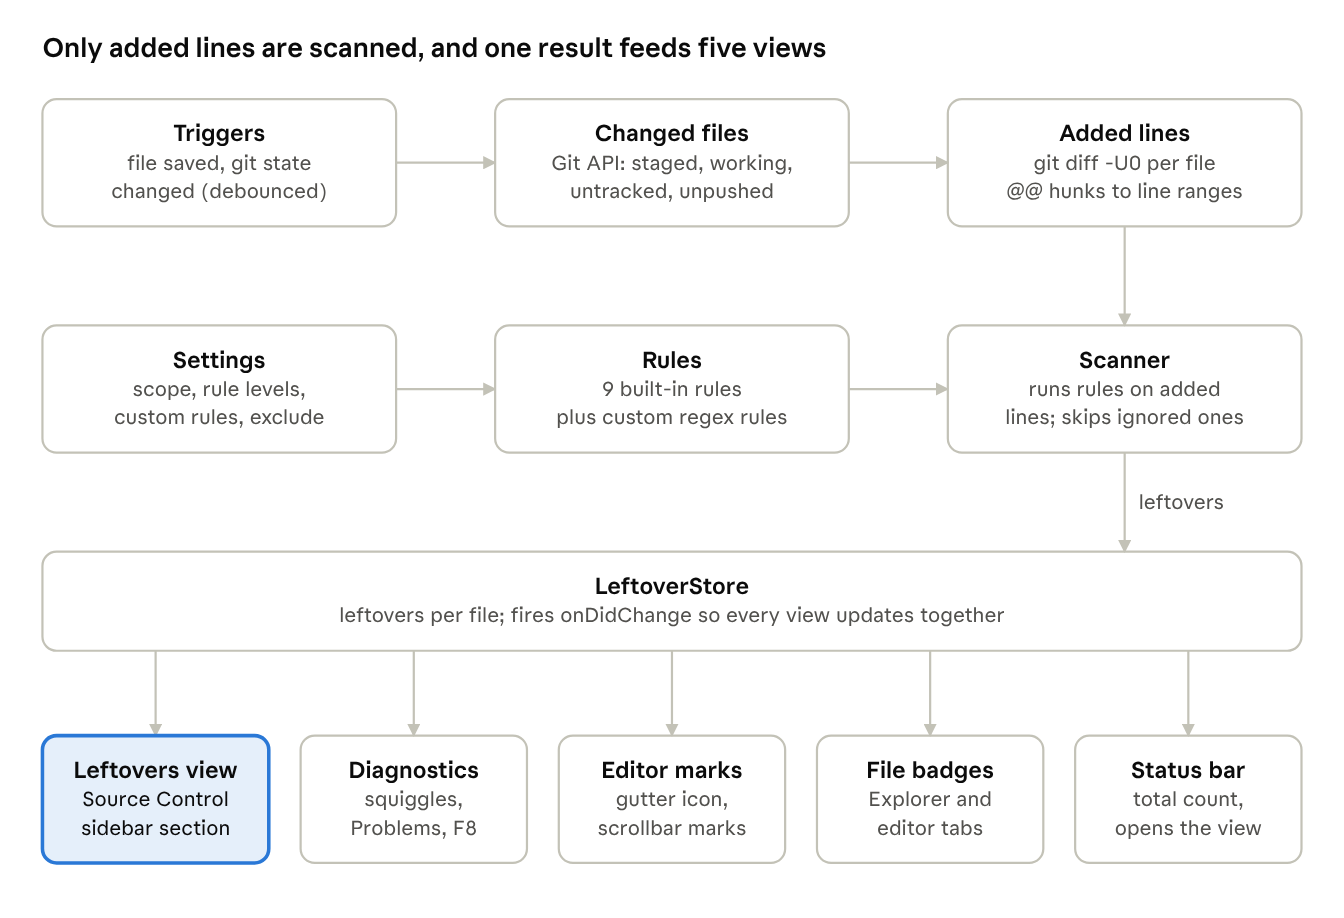 Only added lines are scanned, and one result feeds five views
Triggers
file saved, git state
changed (debounced)
Changed files
Git API: staged, working,
untracked, unpushed
Added lines
git diff -U0 per file
@@ hunks to line ranges
Settings
scope, rule levels,
custom rules, exclude
Rules
9 built-in rules
plus custom regex rules
Scanner
runs rules on added
lines; skips ignored ones
leftovers
LeftoverStore
leftovers per file; fires onDidChange so every view updates together
Leftovers view
Source Control
sidebar section
Diagnostics
squiggles,
Problems, F8
Editor marks
gutter icon,
scrollbar marks
File badges
Explorer and
editor tabs
Status bar
total count,
opens the view